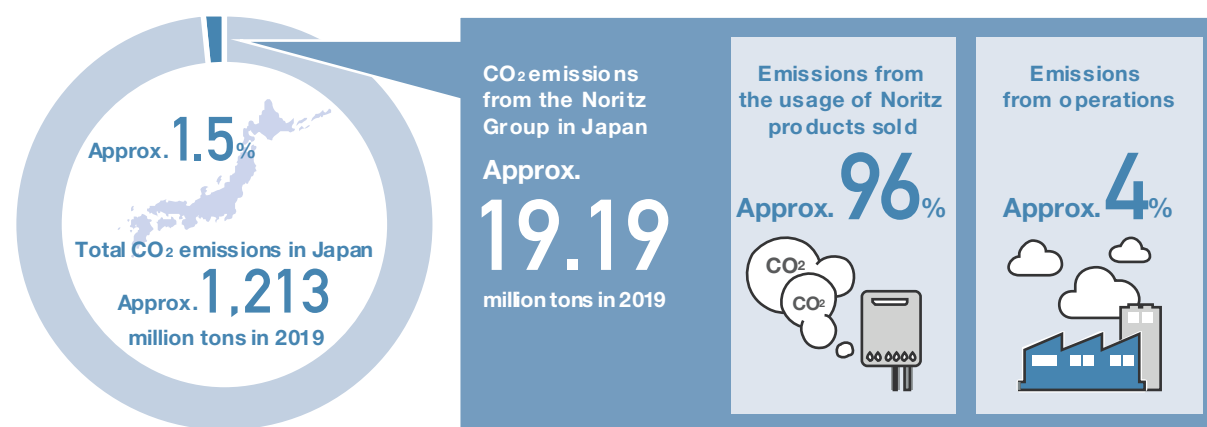 Approx. 1.5%
Total CO2 emissions in Japan
Approx. 1,213
million tons in 2019
CO2 emissions
from the Noritz
Group in Japan
Approx.
19.19
million tons in 2019
Emissions from
the usage of Noritz
products sold
Approx. 96%
CO2
CO2
Emissions
from operations
Approx. 4%